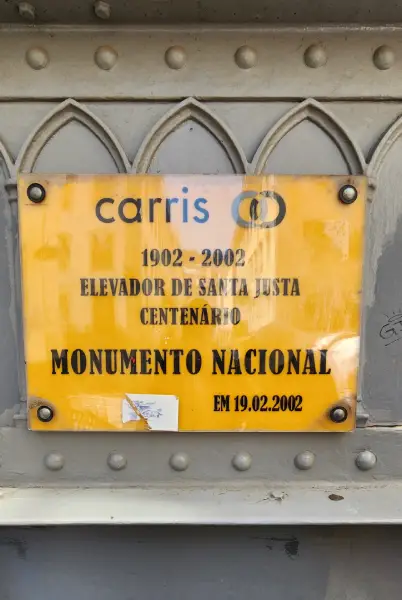 carris
1902 - 2002
ELEVADOR DE SANTA JUSTA
CENTENÁRIO
MONUMENTO NACIONAL
EM 19.02.2002